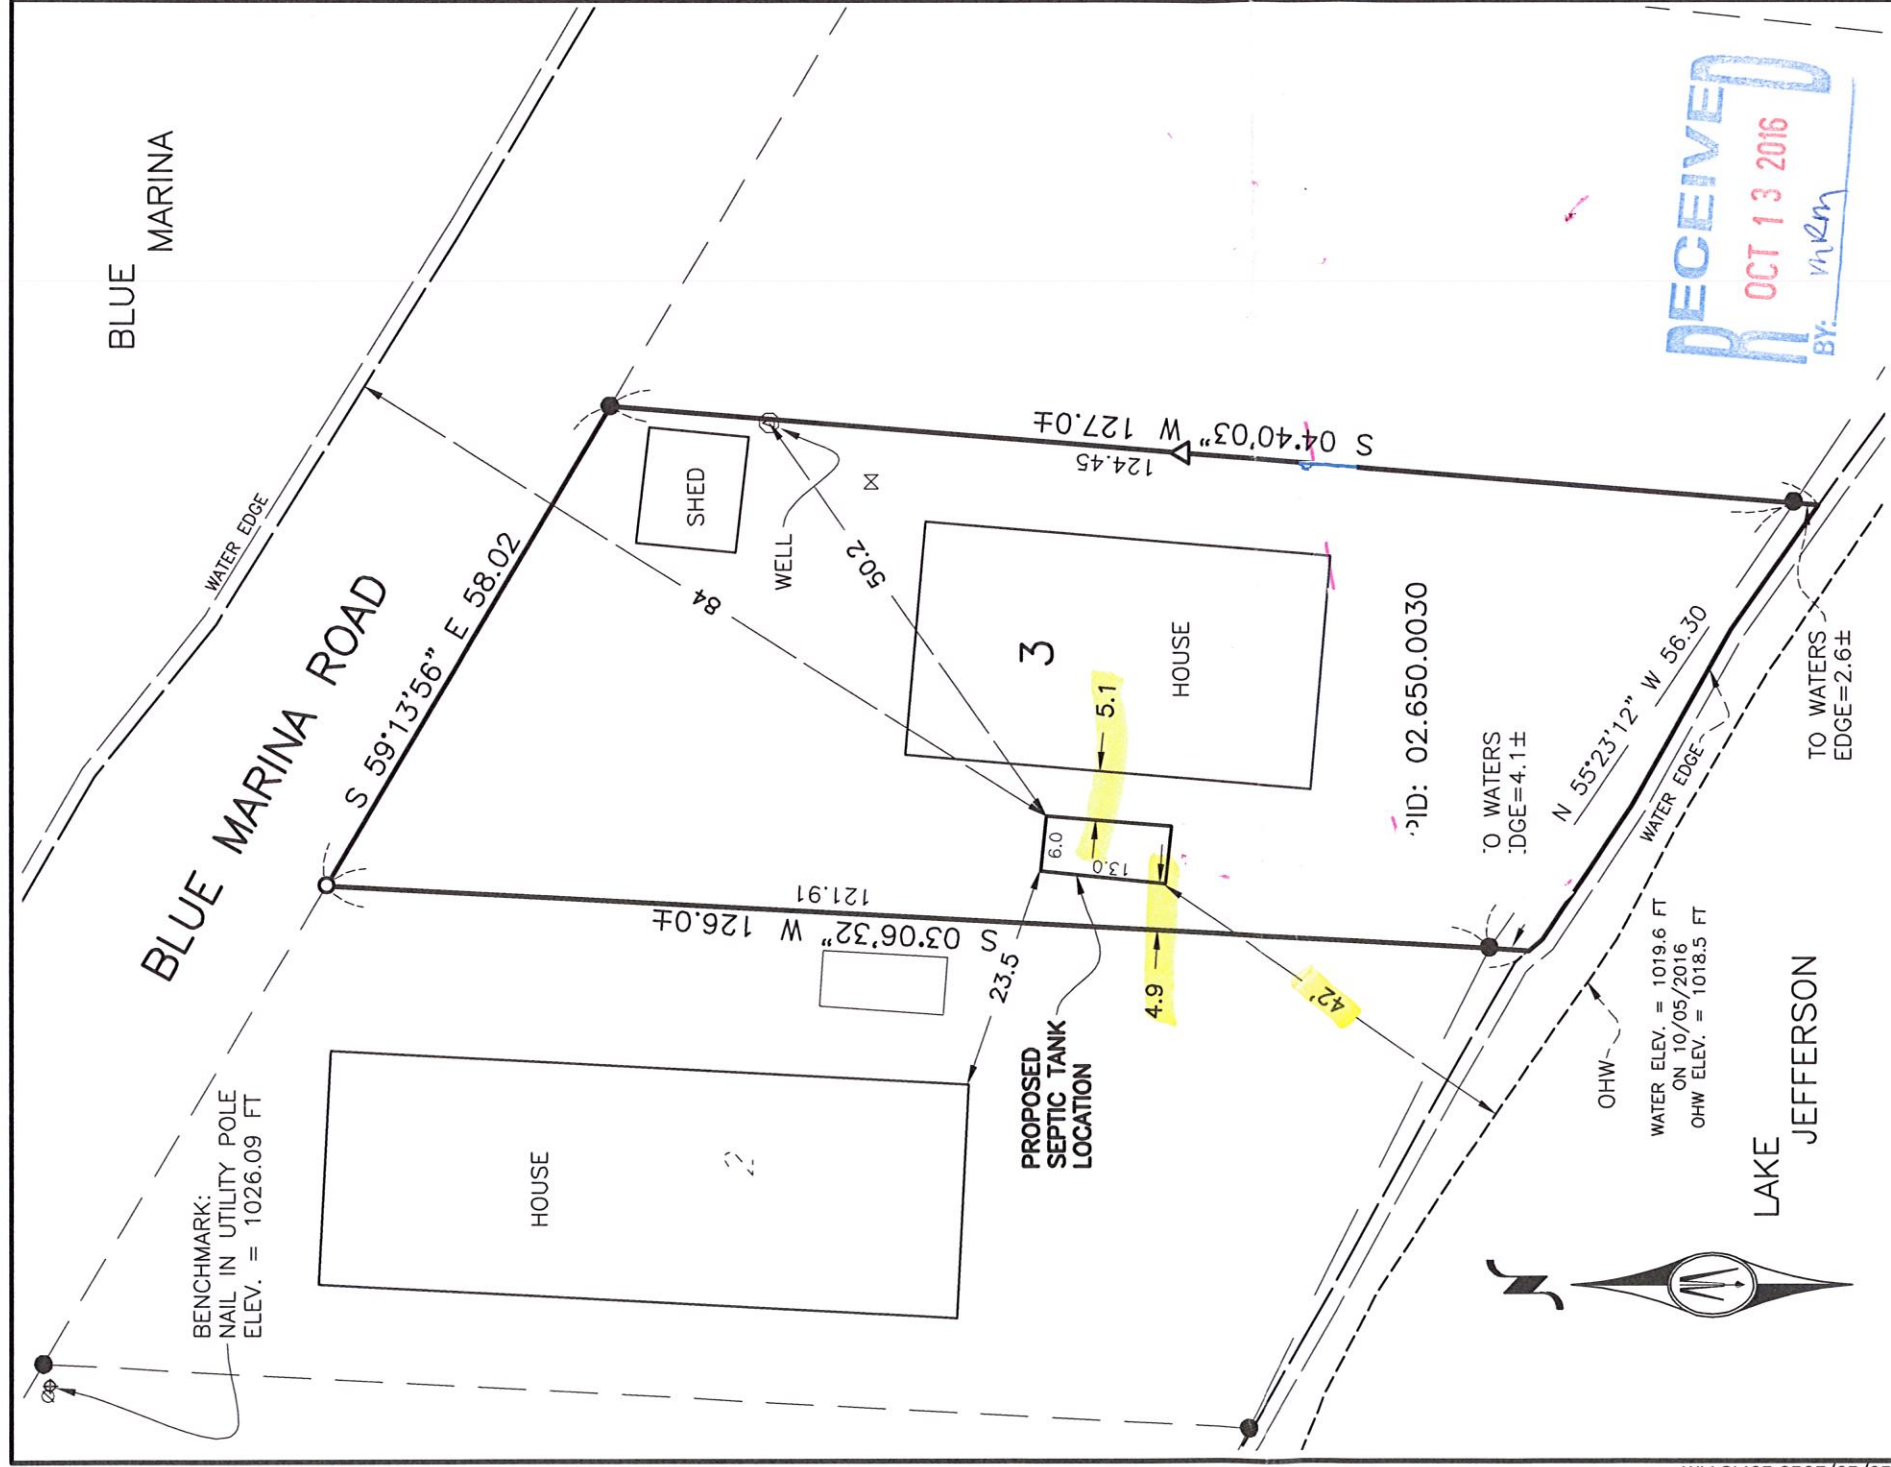 BLUE
MARINA
WATER EDGE
BLUE MARINA ROAD
S 59°13'56" E 58.02
BENCHMARK:
NAIL IN UTILITY POLE
ELEV. = 1026.09 FT
SHED
WELL
84
50.2
S 04°40'03" W 127.0±
124.45
3
HOUSE
5.1
6.0
13.0
121.91
S 03°06'32" W 126.0±
23.5
4.9
42'
PROPOSED
SEPTIC TANK
LOCATION
HOUSE
2
PID: 02.650.0030
TO WATERS
EDGE=4.1±
N 55°23'12" W 56.30
WATER EDGE
TO WATERS
EDGE=2.6±
OHW
WATER ELEV. = 1019.6 FT
ON 10/05/2016
OHW ELEV. = 1018.5 FT
LAKE
JEFFERSON
N
RECEIVED
OCT 13 2016
BY: mRm